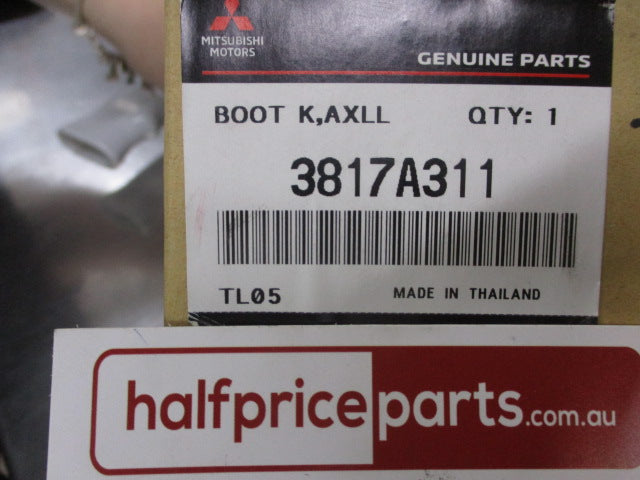 MITSUBISHI
MOTORS
GENUINE PARTS
BOOT K,AXLL QTY: 1
3817A311
TL05 MADE IN THAILAND
halfpriceparts.com.au